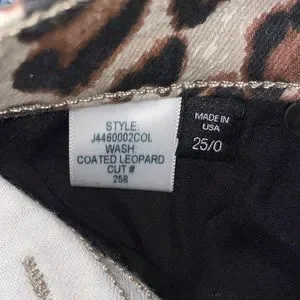 STYLE:
J4460002COL
WASH:
COATED LEOPARD
CUT #
258
MADE IN
USA
25/0